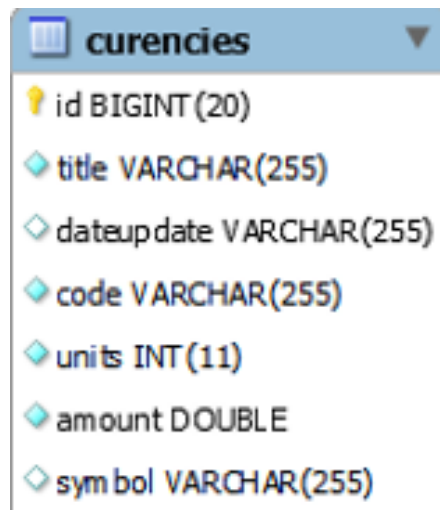 curencies
id BIGINT(20)
title VARCHAR(255)
dateupdate VARCHAR(255)
code VARCHAR(255)
units INT(11)
amount DOUBLE
symbol VARCHAR(255)